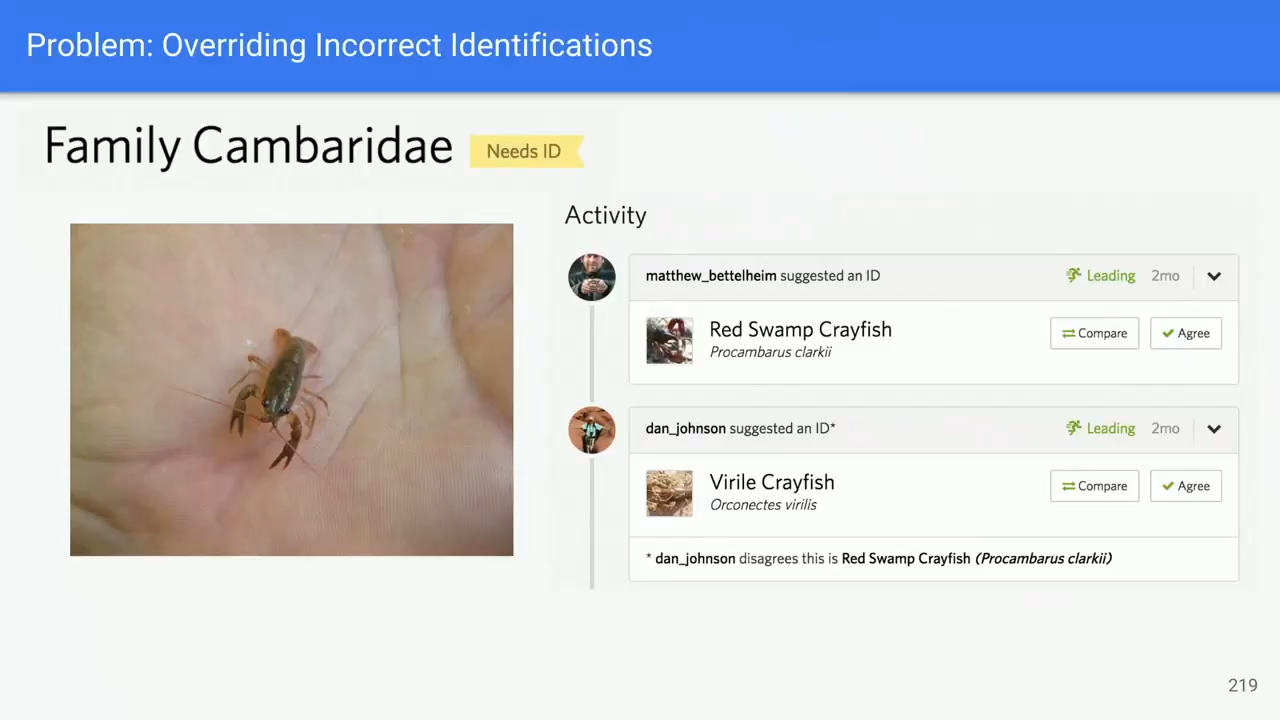 Problem: Overriding Incorrect Identifications
Family Cambaridae
Needs ID
Activity
matthew_bettelheim suggested an ID
Leading
2mo
Red Swamp Crayfish
Procambarus clarkii
Compare
Agree
dan_johnson suggested an ID*
Leading
2mo
Virile Crayfish
Orconectes virilis
Compare
Agree
* dan_johnson disagrees this is Red Swamp Crayfish (Procambarus clarkii)
219